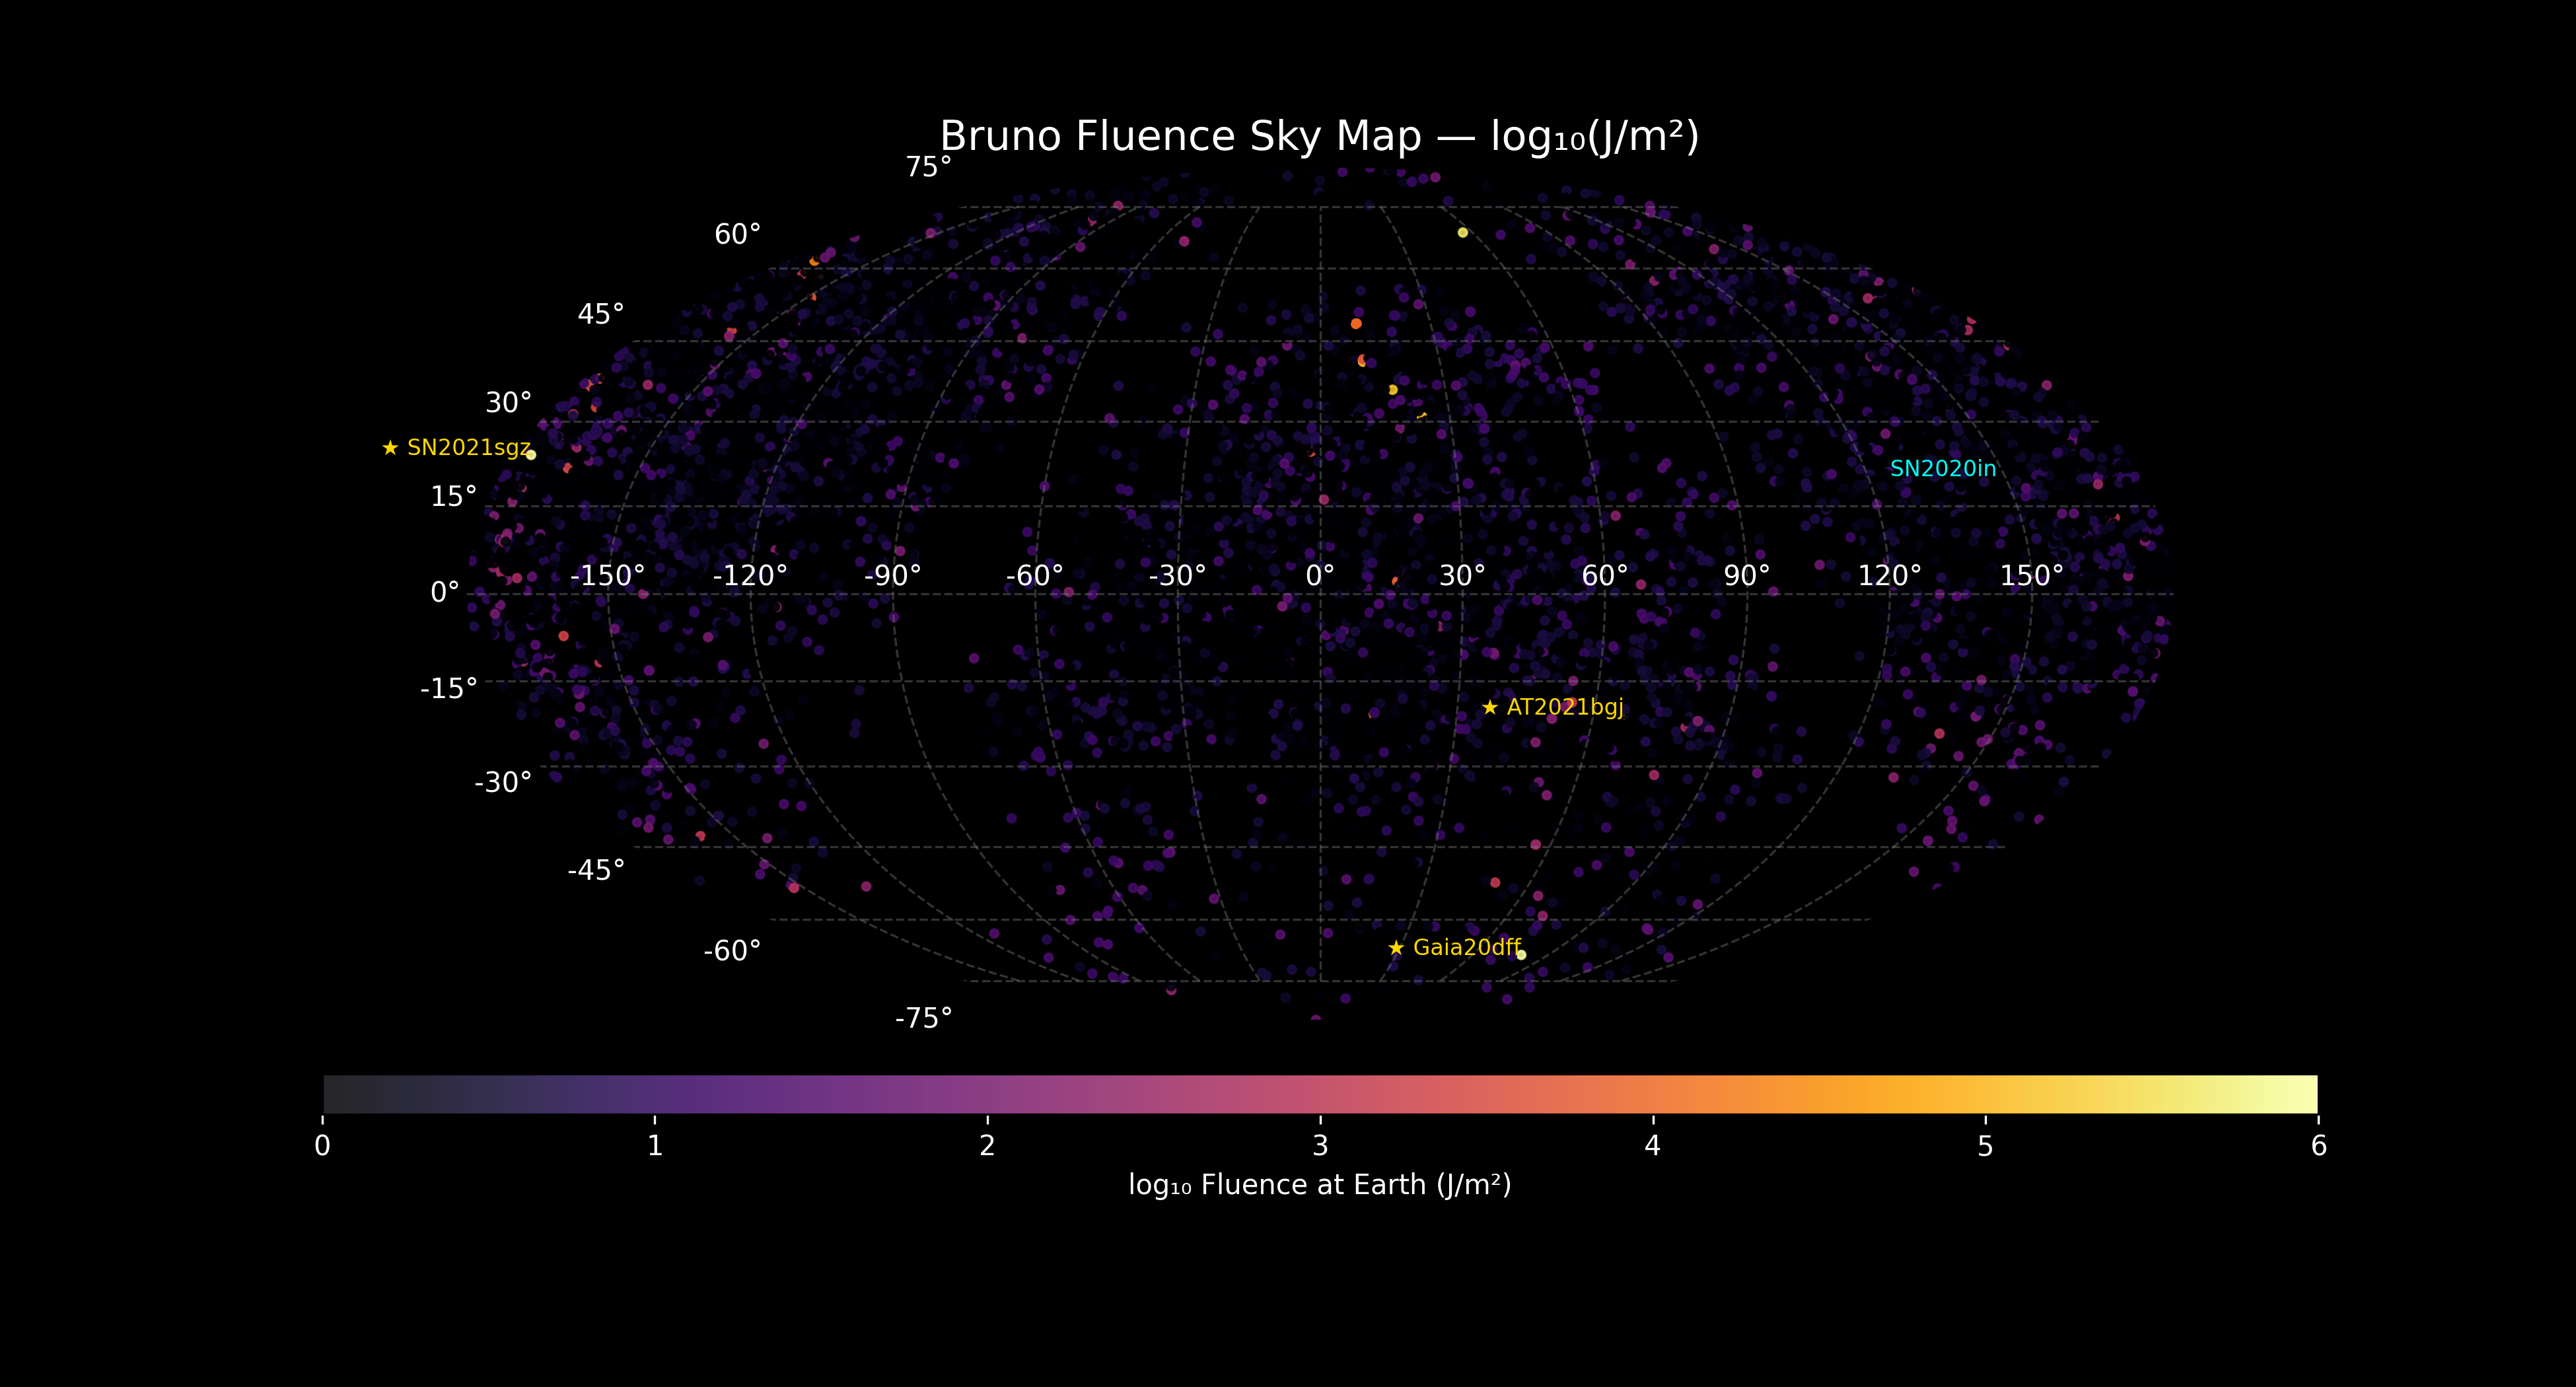 Bruno Fluence Sky Map — log₁₀(J/m²)
75°
60°
45°
30°
★ SN2021sgz
SN2020in
15°
0°
-150° -120° -90° -60° -30° 0° 30° 60° 90° 120° 150°
-15°
★ AT2021bgj
-30°
-45°
-60°
★ Gaia20dff
-75°
0 1 2 3 4 5 6
log₁₀ Fluence at Earth (J/m²)